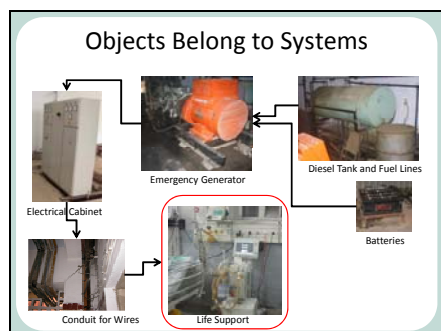 Objects Belong to Systems
Emergency Generator
Diesel Tank and Fuel Lines
Electrical Cabinet
Batteries
Conduit for Wires
Life Support